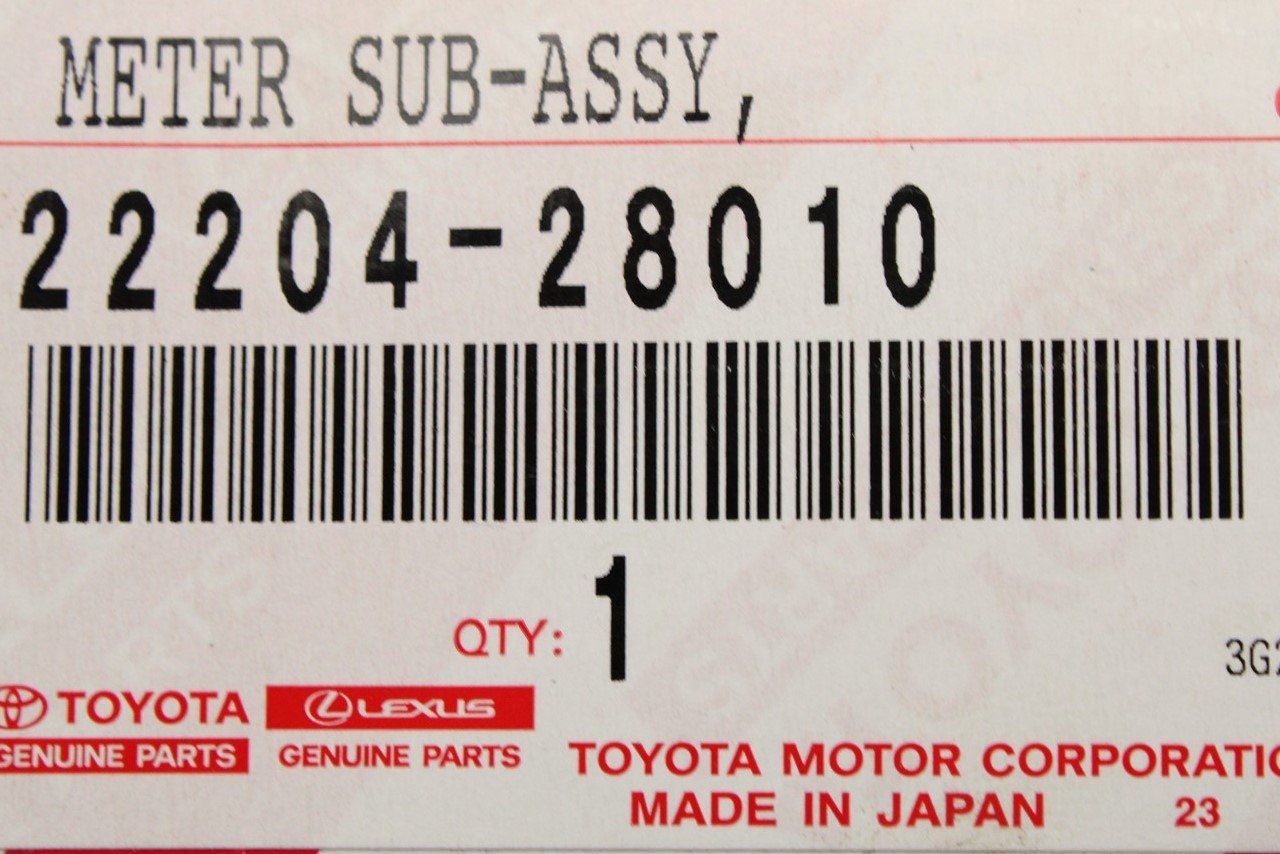 METER SUB-ASSY,
22204-28010
QTY: 1
3G2
TOYOTA LEXUS
GENUINE PARTS GENUINE PARTS
TOYOTA MOTOR CORPORATIO
MADE IN JAPAN 23